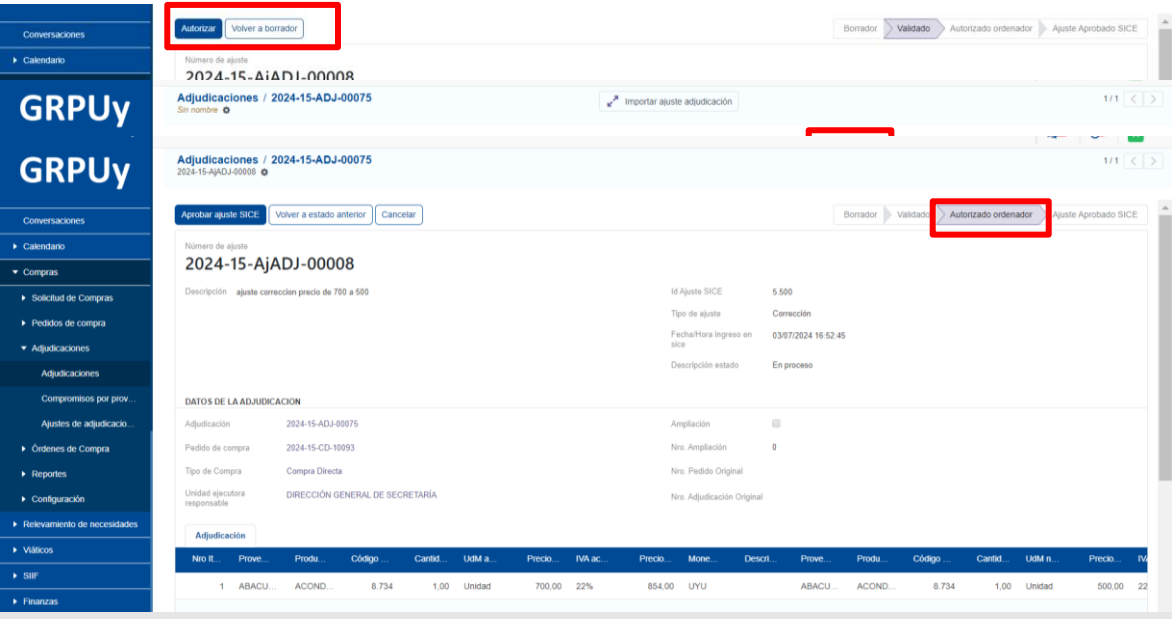 Conversaciones
Calendario
Autorizar Volver a borrador
Borrador Validado Autorizado ordenador Ajuste Aprobado SICE
Número de ajuste
2024-15-AjADJ-00008
GRPUy
Adjudicaciones / 2024-15-ADJ-00075
Sin nombre
Importar ajuste adjudicación
1/1
GRPUy
Adjudicaciones / 2024-15-ADJ-00075
2024-15-AjADJ-00008
1/1
Conversaciones
Calendario
Compras
Solicitud de Compras
Pedidos de compra
Adjudicaciones
Adjudicaciones
Compromisos por prov...
Ajustes de adjudicacio...
Órdenes de Compra
Reportes
Configuración
Relevamiento de necesidades
Viáticos
SIIF
Finanzas
Aprobar ajuste SICE Volver a estado anterior Cancelar
Borrador Validado Autorizado ordenador Ajuste Aprobado SICE
Número de ajuste
2024-15-AjADJ-00008
Descripción ajuste correccion precio de 700 a 500
Id Ajuste SICE 5.500
Tipo de ajuste Corrección
Fecha/Hora ingreso en sice 03/07/2024 16:52:45
Descripción estado En proceso
DATOS DE LA ADJUDICACION
Adjudicación 2024-15-ADJ-00075
Pedido de compra 2024-15-CD-10093
Tipo de Compra Compra Directa
Unidad ejecutora responsable DIRECCIÓN GENERAL DE SECRETARÍA
Ampliación
Nro. Ampliación 0
Nro. Pedido Original
Nro. Adjudicación Original
Adjudicación
Nro It... Prove... Produ... Código ... Cantid... UdM a... Precio... IVA ac... Precio... Mone... Descri... Prove... Produ... Código ... Cantid... UdM n... Precio... IVA
1 ABACU... ACOND... 8.734 1,00 Unidad 700,00 22% 854,00 UYU ABACU... ACOND... 8.734 1,00 Unidad 500,00 22